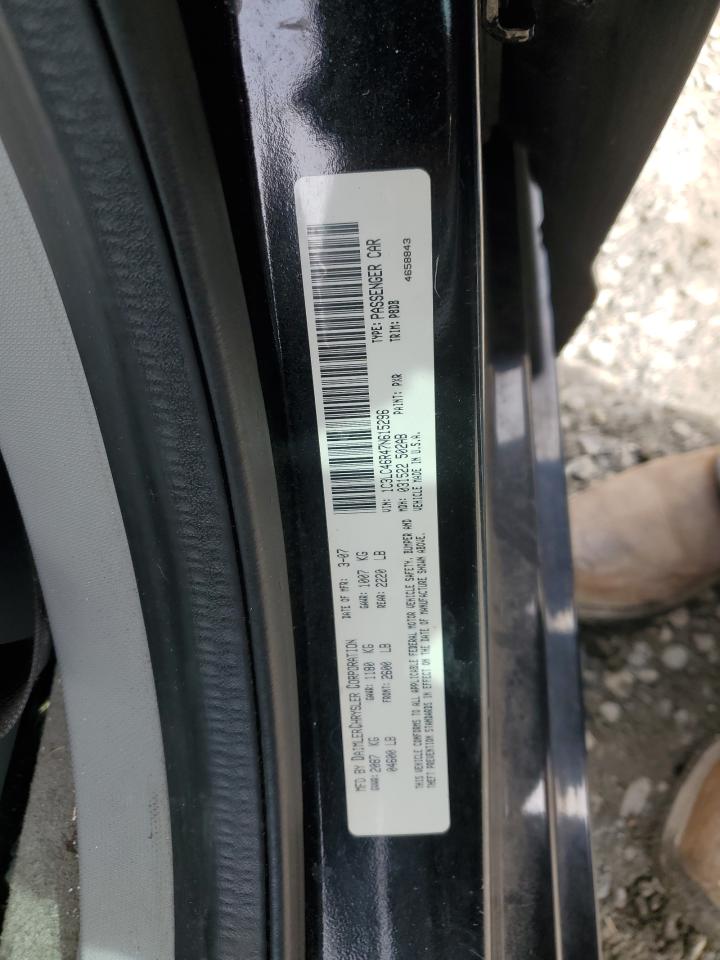 MFD BY DAIMLERCHRYSLER CORPORATION DATE OF MFR: 3-07
GVWR: 2087 KG GAWR: 1180 KG GAWR: 1007 KG
04600 LB FRONT: 2600 LB REAR: 2220 LB
THIS VEHICLE CONFORMS TO ALL APPLICABLE FEDERAL MOTOR VEHICLE SAFETY, BUMPER AND
THEFT PREVENTION STANDARDS IN EFFECT ON THE DATE OF MANUFACTURE SHOWN ABOVE.
VIN: 1C3LC46R47N615296 TYPE: PASSENGER CAR
MDH: 031522 502AB PAINT: PXR TRIM: P8DB
VEHICLE MADE IN U.S.A. 4658843